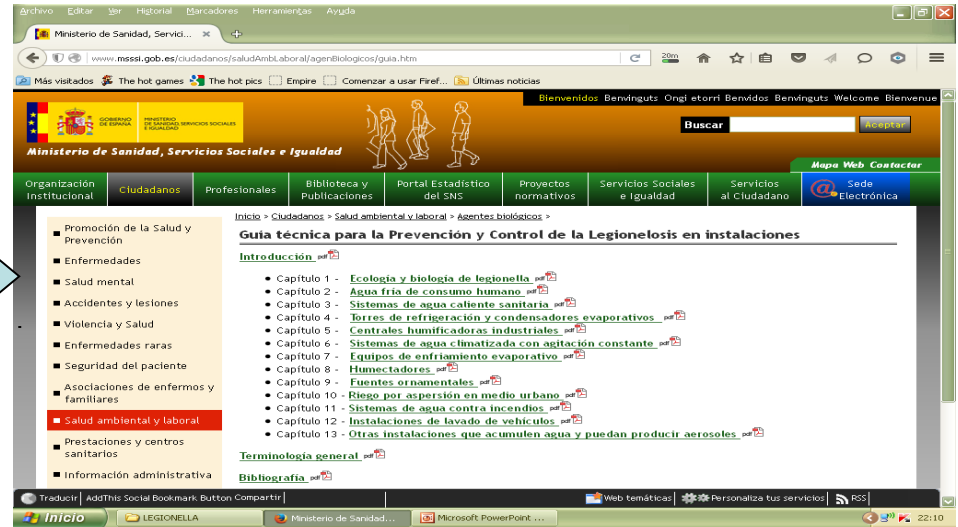 Archivo Editar Ver Historial Marcadores Herramientas Ayuda
Ministerio de Sanidad, Servici... × +
www.msssi.gob.es/ciudadanos/saludAmbLaboral/agenBiologicos/guia.htm 20m
Más visitados The hot games The hot pics Empire Comenzar a usar Firef... Últimas noticias
Bienvenidos Benvinguts Ongi etorri Benvidos Benvinguts Welcome Bienvenue
GOBIERNO DE ESPAÑA
MINISTERIO DE SANIDAD, SERVICIOS SOCIALES E IGUALDAD
Buscar Aceptar
Ministerio de Sanidad, Servicios Sociales e Igualdad
Mapa Web Contactar
Organización Institucional
Ciudadanos
Profesionales
Biblioteca y Publicaciones
Portal Estadístico del SNS
Proyectos normativos
Servicios Sociales e Igualdad
Servicios al Ciudadano
@ Sede Electrónica
Promoción de la Salud y
Prevención
Enfermedades
Salud mental
Accidentes y lesiones
Violencia y Salud
Enfermedades raras
Seguridad del paciente
Asociaciones de enfermos y
familiares
Salud ambiental y laboral
Prestaciones y centros
sanitarios
Información administrativa
Inicio > Ciudadanos > Salud ambiental y laboral > Agentes biológicos >
Guía técnica para la Prevención y Control de la Legionelosis en instalaciones
Introducción pdf
• Capítulo 1 - Ecología y biología de legionella pdf
• Capítulo 2 - Agua fría de consumo humano pdf
• Capítulo 3 - Sistemas de agua caliente sanitaria pdf
• Capítulo 4 - Torres de refrigeración y condensadores evaporativos pdf
• Capítulo 5 - Centrales humificadoras industriales pdf
• Capítulo 6 - Sistemas de agua climatizada con agitación constante pdf
• Capítulo 7 - Equipos de enfriamiento evaporativo pdf
• Capítulo 8 - Humectadores pdf
• Capítulo 9 - Fuentes ornamentales pdf
• Capítulo 10 - Riego por aspersión en medio urbano pdf
• Capítulo 11 - Sistemas de agua contra incendios pdf
• Capítulo 12 - Instalaciones de lavado de vehículos pdf
• Capítulo 13 - Otras instalaciones que acumulen agua y puedan producir aerosoles pdf
Terminología general pdf
Bibliografía pdf
Traducir AddThis Social Bookmark Button Compartir Web temáticas Personaliza tus servicios RSS
Inicio LEGIONELLA Ministerio de Sanidad... Microsoft PowerPoint ... 22:10